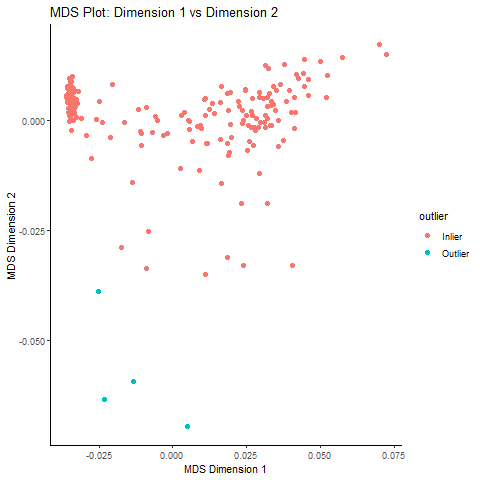 MDS Plot: Dimension 1 vs Dimension 2
0.000
-0.025
-0.050
MDS Dimension 2
-0.025
0.000
0.025
0.050
0.075
MDS Dimension 1
outlier
Inlier
Outlier